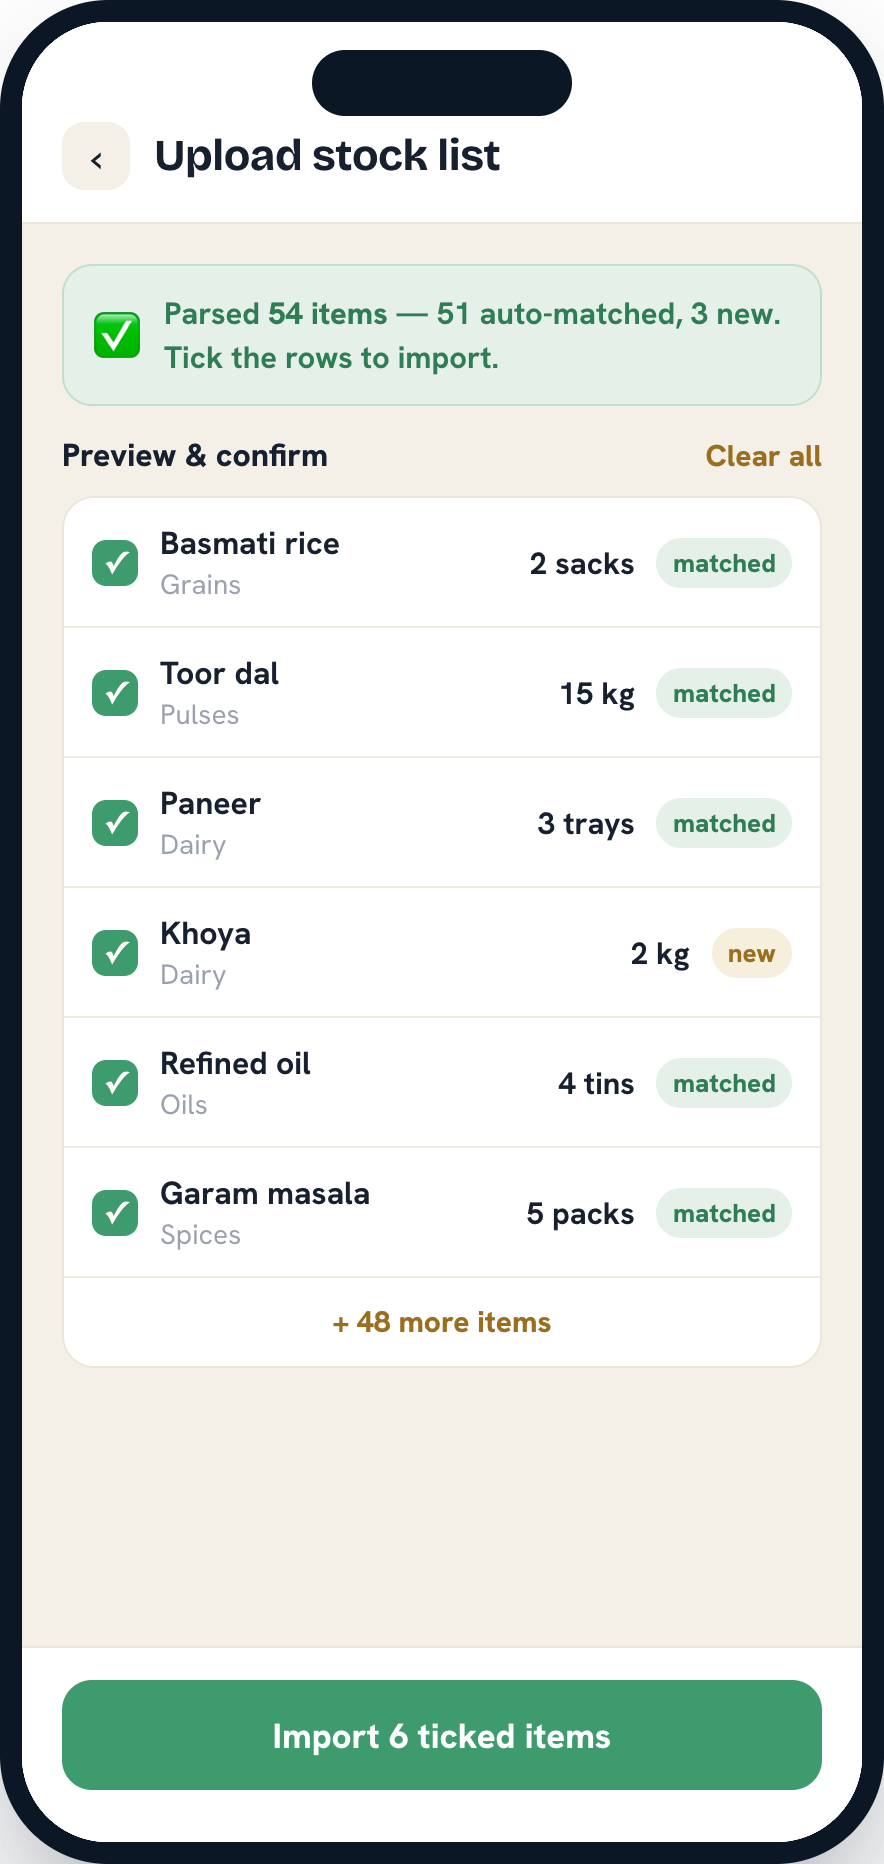 Upload stock list
Parsed 54 items — 51 auto-matched, 3 new.
Tick the rows to import.
Preview & confirm
Clear all
Basmati rice
Grains
2 sacks
matched
Toor dal
Pulses
15 kg
matched
Paneer
Dairy
3 trays
matched
Khoya
Dairy
2 kg
new
Refined oil
Oils
4 tins
matched
Garam masala
Spices
5 packs
matched
+ 48 more items
Import 6 ticked items